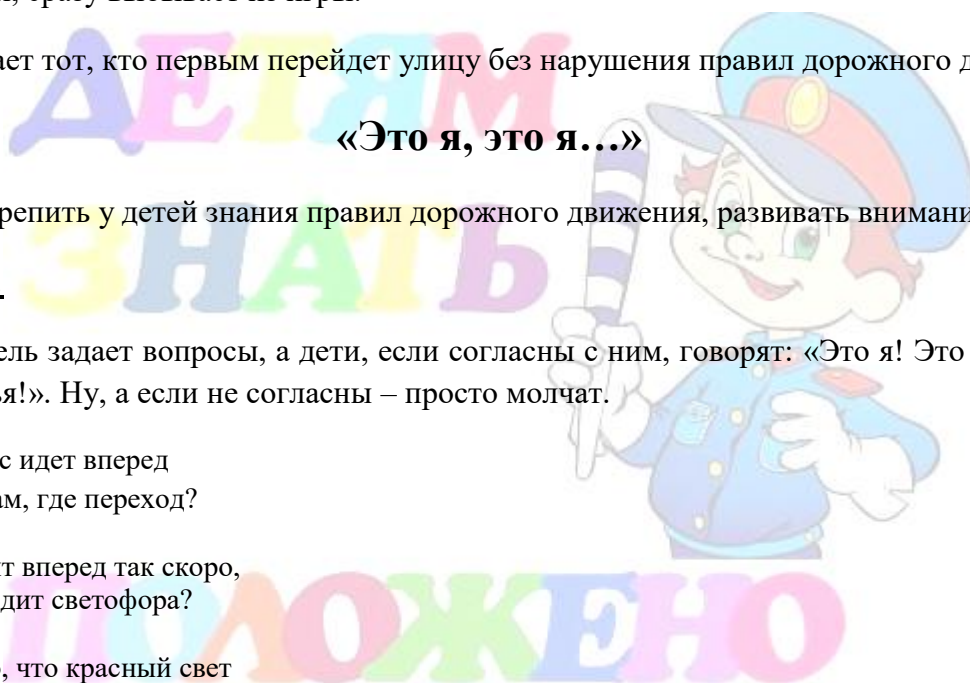 ает тот, кто первым перейдет улицу без нарушения правил дорожного д
«Это я, это я…»
репить у детей знания правил дорожного движения, развивать внимани
ель задает вопросы, а дети, если согласны с ним, говорят: «Это я! Это
ья!». Ну, а если не согласны – просто молчат.
с идет вперед
ам, где переход?
т вперед так скоро,
дит светофора?
, что красный свет
ДЕТЯМ
ЗНАТЬ
ПОЛОЖЕНО